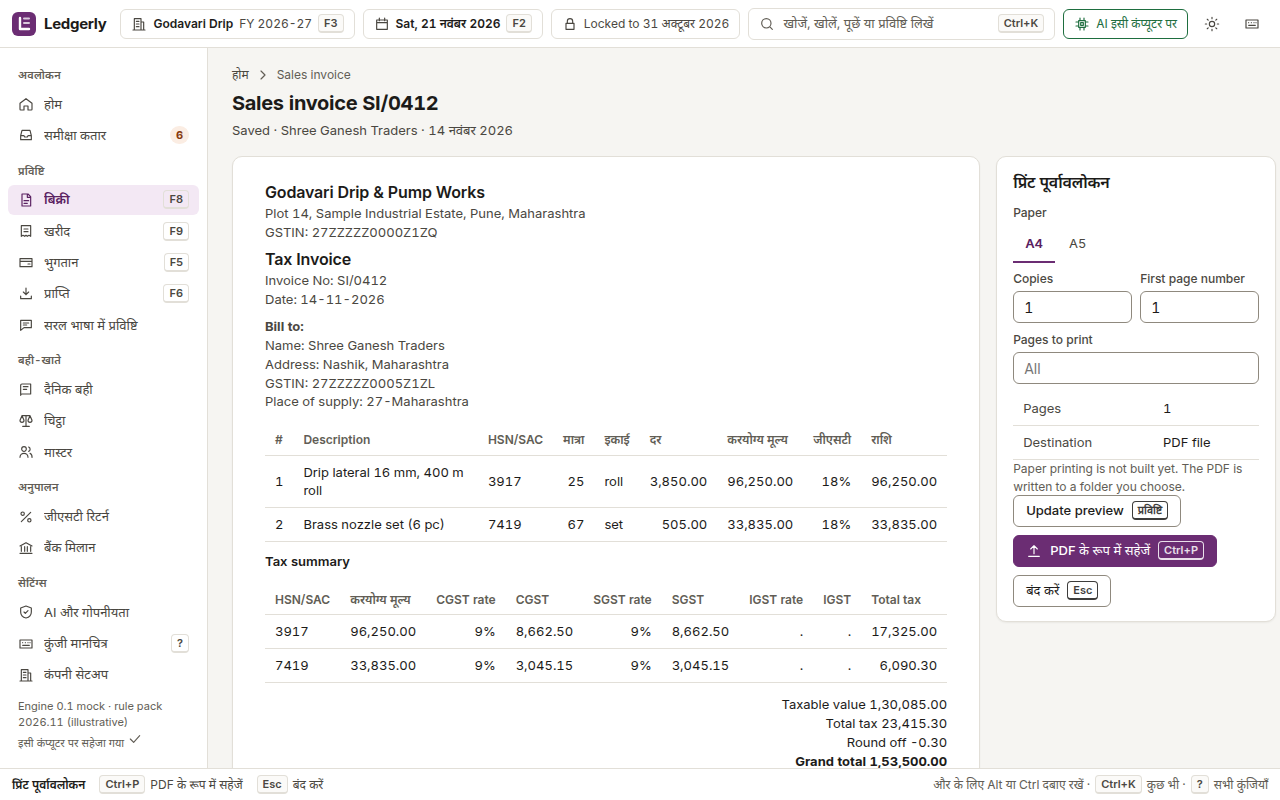 Ledgerly
Godavari Drip FY 2026-27 F3
Sat, 21 नवंबर 2026 F2
Locked to 31 अक्टूबर 2026
खोजें, खोलें, पूछें या प्रविष्टि लिखें Ctrl+K
AI इसी कंप्यूटर पर
अवलोकन
होम
समीक्षा कतार 6
प्रविष्टि
बिक्री F8
खरीद F9
भुगतान F5
प्राप्ति F6
सरल भाषा में प्रविष्टि
बही-खाते
दैनिक बही
चिट्ठा
मास्टर
अनुपालन
जीएसटी रिटर्न
बैंक मिलान
सेटिंग्स
AI और गोपनीयता
कुंजी मानचित्र ?
कंपनी सेटअप
Engine 0.1 mock · rule pack
2026.11 (illustrative)
इसी कंप्यूटर पर सहेजा गया
होम > Sales invoice
Sales invoice SI/0412
Saved · Shree Ganesh Traders · 14 नवंबर 2026
Godavari Drip & Pump Works
Plot 14, Sample Industrial Estate, Pune, Maharashtra
GSTIN: 27ZZZZZ0000Z1ZQ
Tax Invoice
Invoice No: SI/0412
Date: 14-11-2026
Bill to:
Name: Shree Ganesh Traders
Address: Nashik, Maharashtra
GSTIN: 27ZZZZZ0005Z1ZL
Place of supply: 27-Maharashtra
# Description HSN/SAC मात्रा इकाई दर करयोग्य मूल्य जीएसटी राशि
1 Drip lateral 16 mm, 400 m roll 3917 25 roll 3,850.00 96,250.00 18% 96,250.00
2 Brass nozzle set (6 pc) 7419 67 set 505.00 33,835.00 18% 33,835.00
Tax summary
HSN/SAC करयोग्य मूल्य CGST rate CGST SGST rate SGST IGST rate IGST Total tax
3917 96,250.00 9% 8,662.50 9% 8,662.50 . . 17,325.00
7419 33,835.00 9% 3,045.15 9% 3,045.15 . . 6,090.30
Taxable value 1,30,085.00
Total tax 23,415.30
Round off -0.30
Grand total 1,53,500.00
प्रिंट पूर्वावलोकन
Paper
A4 A5
Copies First page number
1 1
Pages to print
All
Pages 1
Destination PDF file
Paper printing is not built yet. The PDF is
written to a folder you choose.
Update preview प्रविष्टि
PDF के रूप में सहेजें Ctrl+P
बंद करें Esc
प्रिंट पूर्वावलोकन Ctrl+P PDF के रूप में सहेजें Esc बंद करें
और के लिए Alt या Ctrl दबाए रखें · Ctrl+K कुछ भी · ? सभी कुंजियाँ